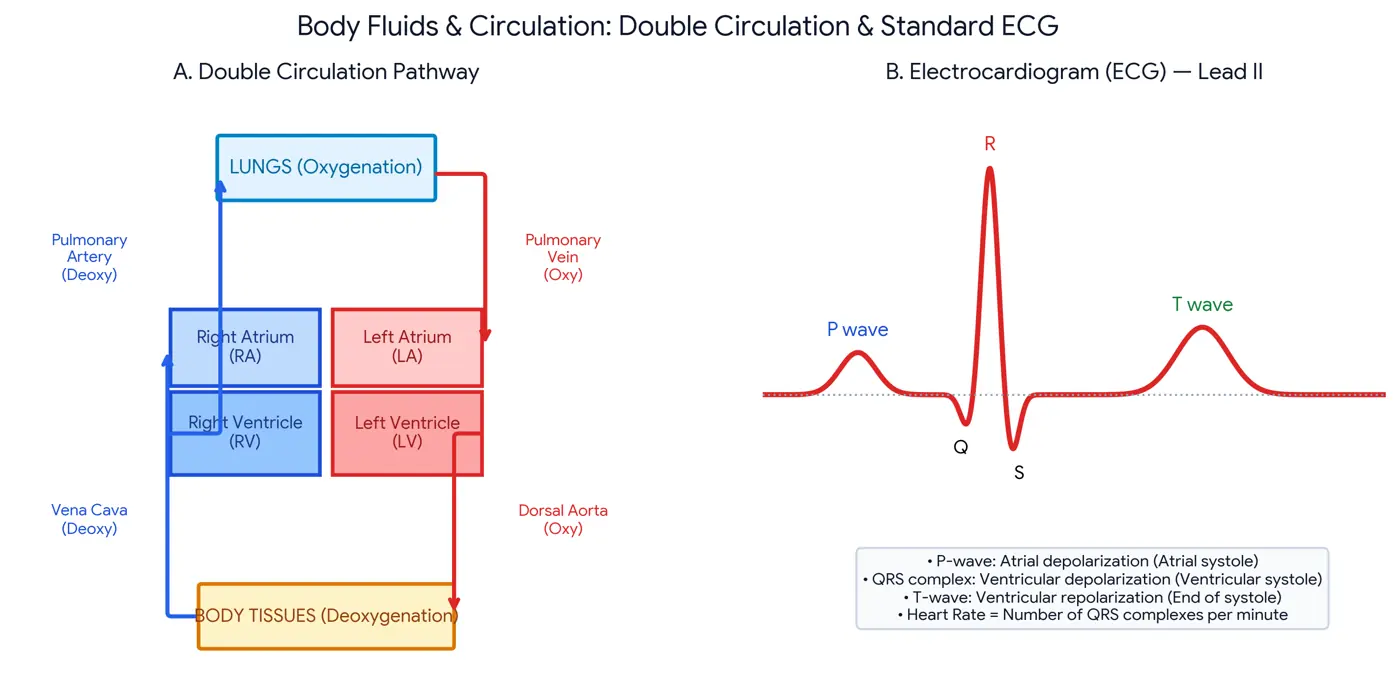 Body Fluids & Circulation: Double Circulation & Standard ECG
A. Double Circulation Pathway
LUNGS (Oxygenation)
Pulmonary
Artery
(Deoxy)
Pulmonary
Vein
(Oxy)
Right Atrium
(RA)
Left Atrium
(LA)
Right Ventricle
(RV)
Left Ventricle
(LV)
Vena Cava
(Deoxy)
Dorsal Aorta
(Oxy)
BODY TISSUES (Deoxygenation)
B. Electrocardiogram (ECG) — Lead II
R
P wave
T wave
Q
S
• P-wave: Atrial depolarization (Atrial systole)
• QRS complex: Ventricular depolarization (Ventricular systole)
• T-wave: Ventricular repolarization (End of systole)
• Heart Rate = Number of QRS complexes per minute